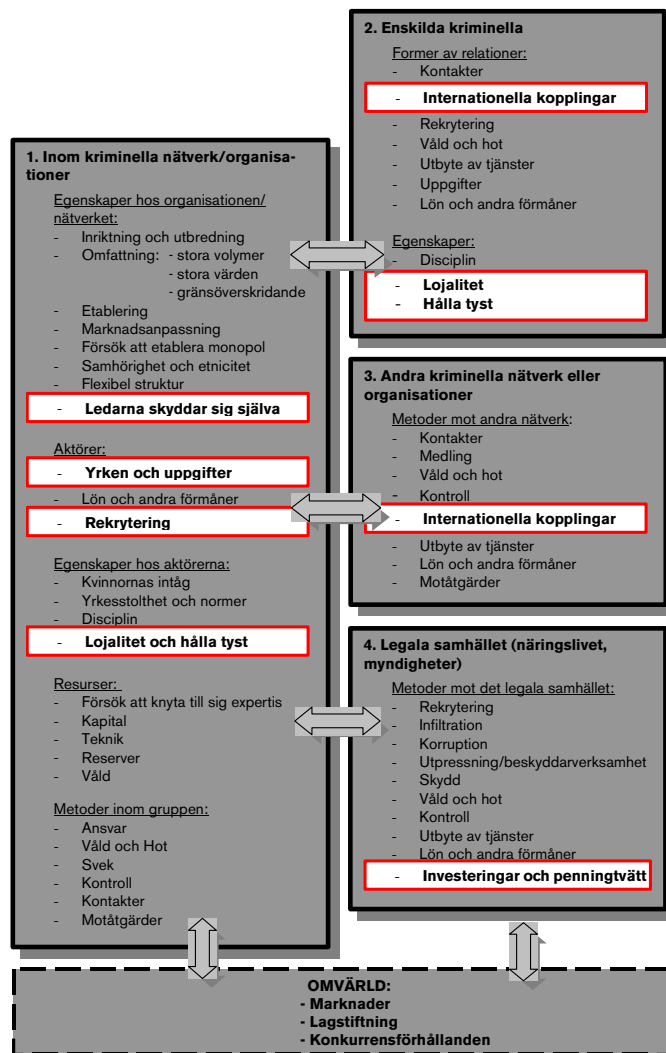 1. Inom kriminella nätverk/organisa-
tioner
Egenskaper hos organisationen/
nätverket:
- Inriktning och utbredning
- Omfattning: - stora volymer
- stora värden
- gränsöverskridande
- Etablering
- Marknadsanpassning
- Försök att etablera monopol
- Samhörighet och etnicitet
- Flexibel struktur
- Ledarna skyddar sig själva
Aktörer:
- Yrken och uppgifter
- Lön och andra förmåner
- Rekrytering
Egenskaper hos aktörerna:
- Kvinnornas intåg
- Yrkesstolthet och normer
- Disciplin
- Lojalitet och hålla tyst
Resurser:
- Försök att knyta till sig expertis
- Kapital
- Teknik
- Reserver
- Våld
Metoder inom gruppen:
- Ansvar
- Våld och Hot
- Svek
- Kontroll
- Kontakter
- Motåtgärder
2. Enskilda kriminella
Former av relationer:
- Kontakter
- Internationella kopplingar
- Rekrytering
- Våld och hot
- Utbyte av tjänster
- Uppgifter
- Lön och andra förmåner
Egenskaper:
- Disciplin
- Lojalitet
- Hålla tyst
3. Andra kriminella nätverk eller
organisationer
Metoder mot andra nätverk:
- Kontakter
- Medling
- Våld och hot
- Kontroll
- Internationella kopplingar
- Utbyte av tjänster
- Lön och andra förmåner
- Motåtgärder
4. Legala samhället (näringslivet,
myndigheter)
Metoder mot det legala samhället:
- Rekrytering
- Infiltration
- Korruption
- Utpressning/beskyddarverksamhet
- Skydd
- Våld och hot
- Kontroll
- Utbyte av tjänster
- Lön och andra förmåner
- Investeringar och penningtvätt
OMVÄRLD:
- Marknader
- Lagstiftning
- Konkurrensförhållanden